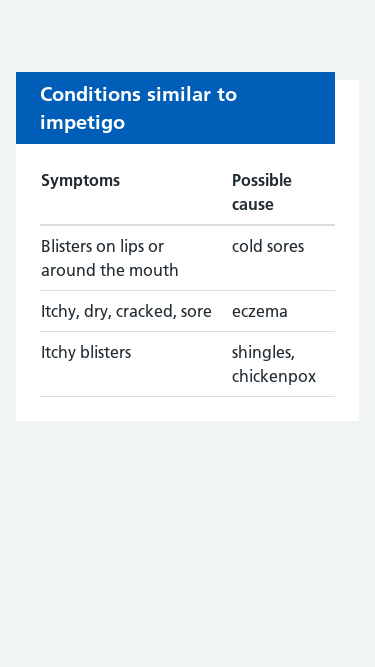 Conditions similar to
impetigo
Symptoms Possible
cause
Blisters on lips or cold sores
around the mouth
Itchy, dry, cracked, sore eczema
Itchy blisters shingles,
chickenpox